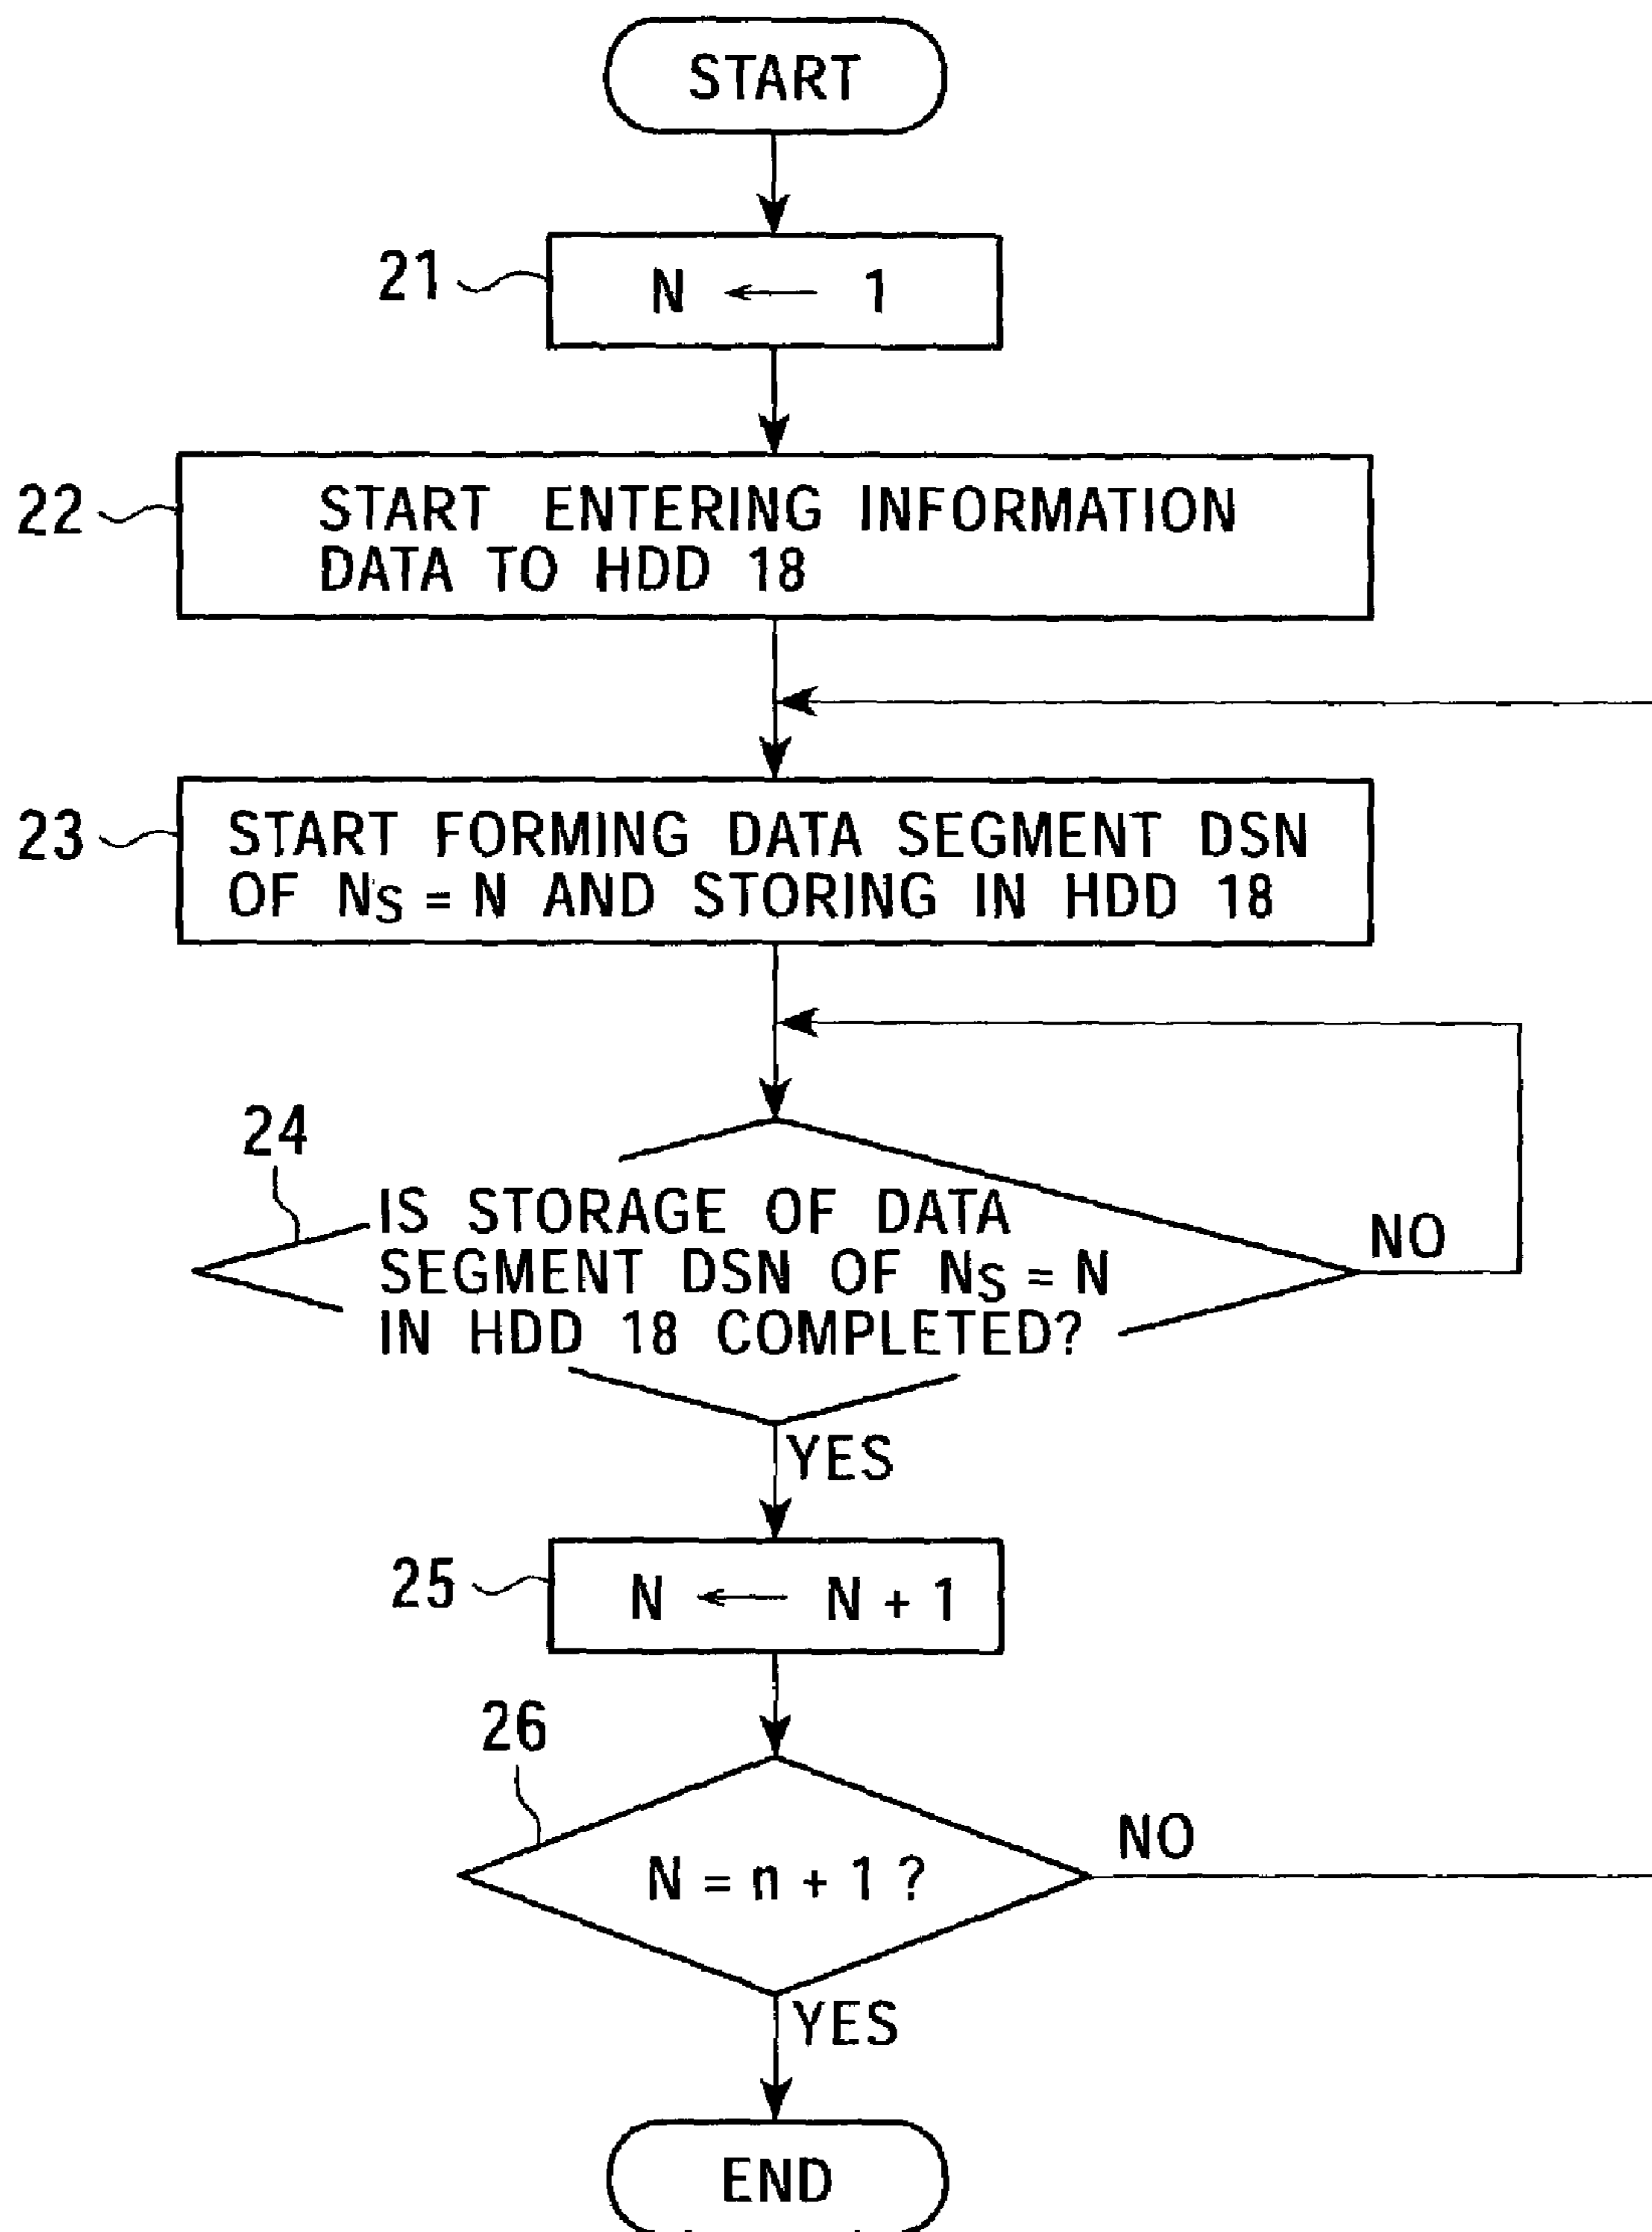 START
21
N ← 1
22
START ENTERING INFORMATION
DATA TO HDD 18
23
START FORMING DATA SEGMENT DSN
OF NS = N AND STORING IN HDD 18
24
IS STORAGE OF DATA
SEGMENT DSN OF NS = N
IN HDD 18 COMPLETED?
NO
YES
25
N ← N + 1
26
N = n + 1 ?
NO
YES
END